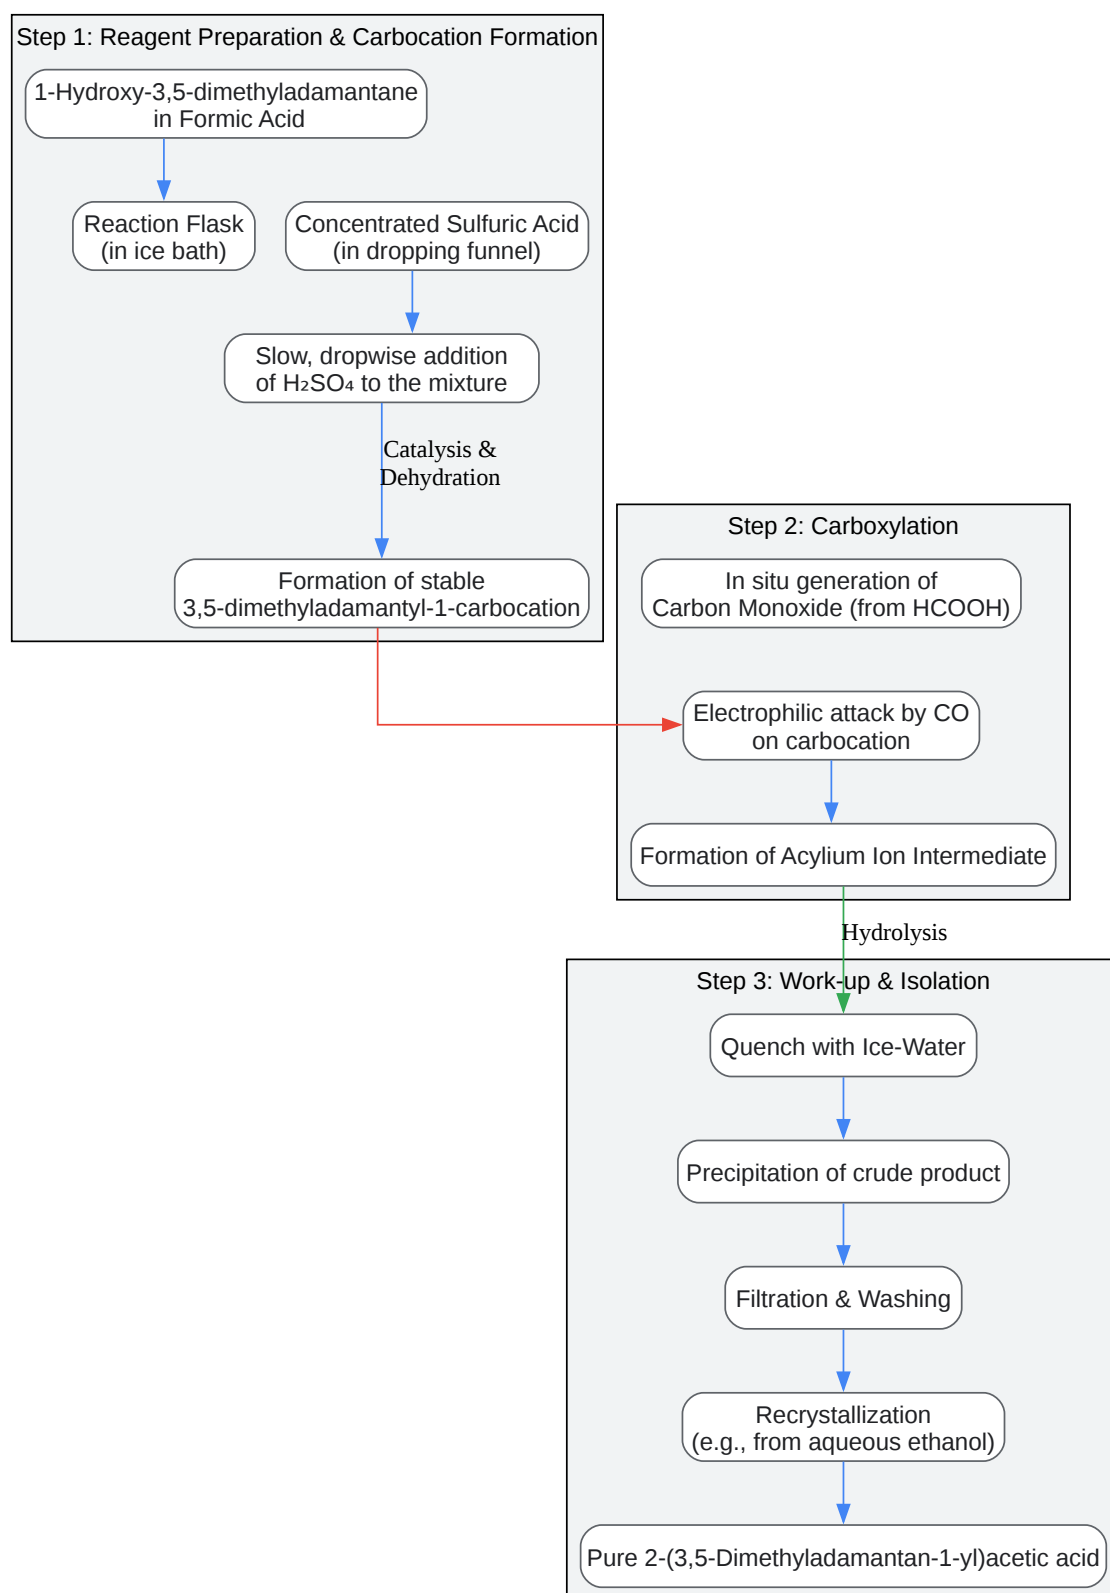 Step 1: Reagent Preparation & Carbocation Formation
1-Hydroxy-3,5-dimethyladamantane
in Formic Acid
Reaction Flask
(in ice bath)
Concentrated Sulfuric Acid
(in dropping funnel)
Slow, dropwise addition
of H₂SO₄ to the mixture
Catalysis &
Dehydration
Formation of stable
3,5-dimethyladamantyl-1-carbocation
Step 2: Carboxylation
In situ generation of
Carbon Monoxide (from HCOOH)
Electrophilic attack by CO
on carbocation
Formation of Acylium Ion Intermediate
Hydrolysis
Step 3: Work-up & Isolation
Quench with Ice-Water
Precipitation of crude product
Filtration & Washing
Recrystallization
(e.g., from aqueous ethanol)
Pure 2-(3,5-Dimethyladamantan-1-yl)acetic acid